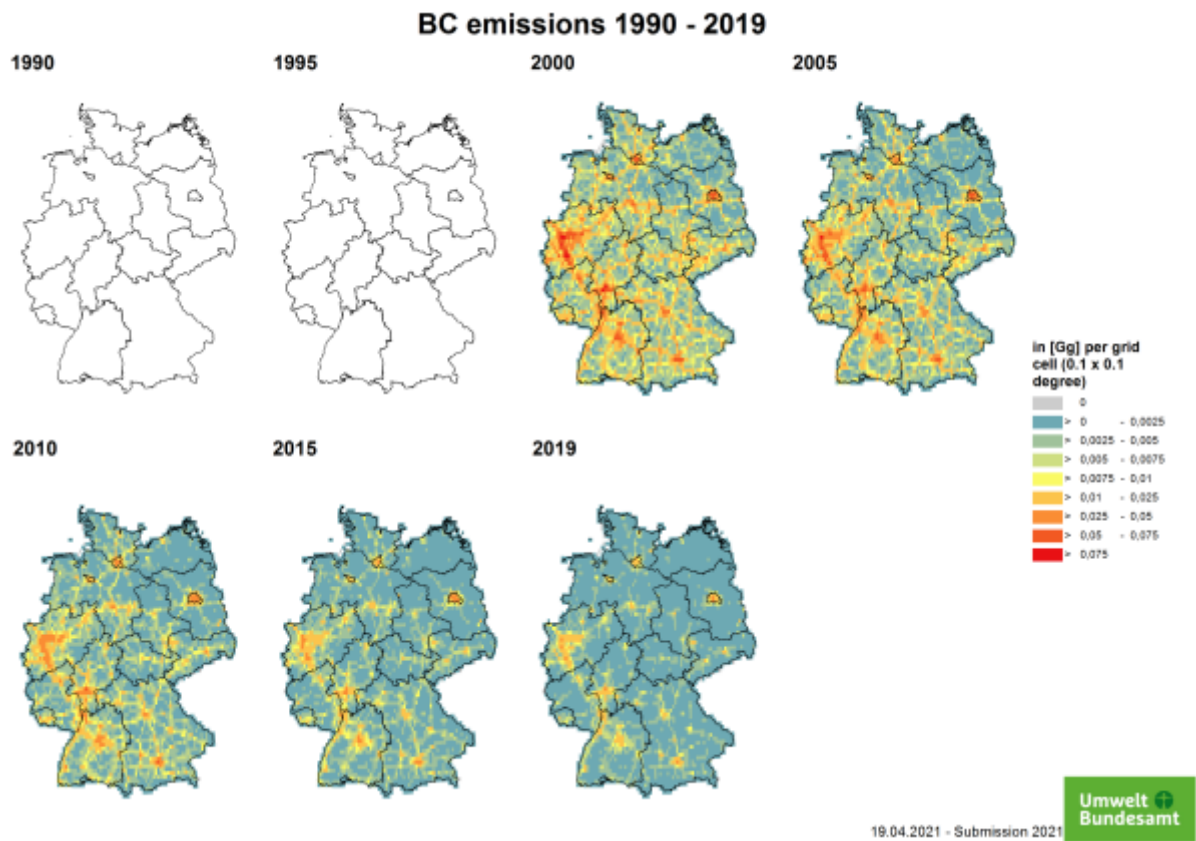 BC emissions 1990 - 2019
1990
1995
2000
2005
in [Gg] per grid
cell (0.1 x 0.1
degree)
0
> 0 - 0,0025
> 0,0025 - 0,005
> 0,005 - 0,0075
> 0,0075 - 0,01
> 0,01 - 0,025
> 0,025 - 0,05
> 0,05 - 0,075
> 0,075
2010
2015
2019
19.04.2021 - Submission 2021
Umwelt
Bundesamt